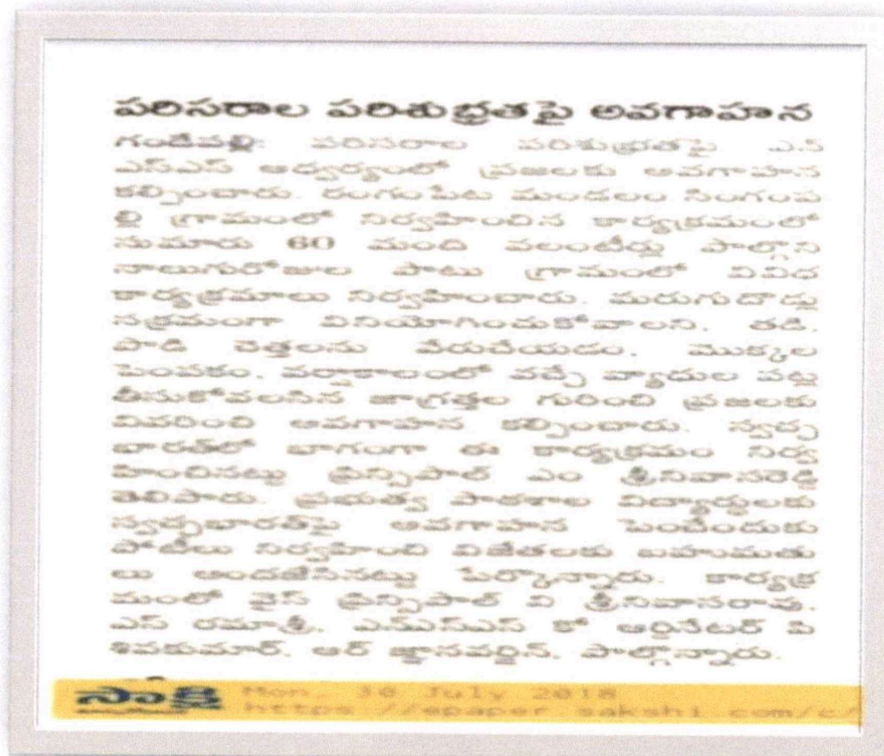 పరిసరాల పరిశుభ్రతపై అవగాహన
గండేపల్లి: పరిసరాల పరిశుభ్రతపై ఎన్
ఎస్ఎస్ ఆధ్వర్యంలో ప్రజలకు అవగాహన
కల్పించారు. రంగంపేట మండలం సింగంప
ల్లి గ్రామంలో నిర్వహించిన కార్యక్రమంలో
సుమారు 60 మంది వలంటీర్లు పాల్గొని
నాలుగురోజుల పాటు గ్రామంలో వివిధ
కార్యక్రమాలు నిర్వహించారు. మరుగుదొడ్లు
సక్రమంగా వినియోగించుకోవాలని, తడి,
పొడి చెత్తలను వేరుచేయడం, మొక్కల
పెంపకం, వర్షాకాలంలో వచ్చే వ్యాధుల పట్ల
తీసుకోవలసిన జాగ్రత్తల గురించి ప్రజలకు
వివరించి అవగాహన కల్పించారు. స్వచ్ఛ
భారత్‌లో భాగంగా ఈ కార్యక్రమం నిర్వ
హించినట్టు ప్రిన్సిపాల్ ఎం శ్రీనివాసరెడ్డి
తెలిపారు. ప్రభుత్వ పాఠశాల విద్యార్థులకు
స్వచ్ఛభారత్‌పై అవగాహన పెంచేందుకు
పోటీలు నిర్వహించి విజేతలకు బహుమతు
లు అందజేసినట్టు పేర్కొన్నారు. కార్యక్ర
మంలో వైస్ ప్రిన్సిపాల్ వి శ్రీనివాసరావు,
ఎస్ రమాశ్రీ, కో ఆర్డినేటర్ పి
శివకుమార్, ఆర్ పాల్గొన్నారు.
సాక్షి Mon, 30 July 2018
https://epaper.sakshi.com/c/